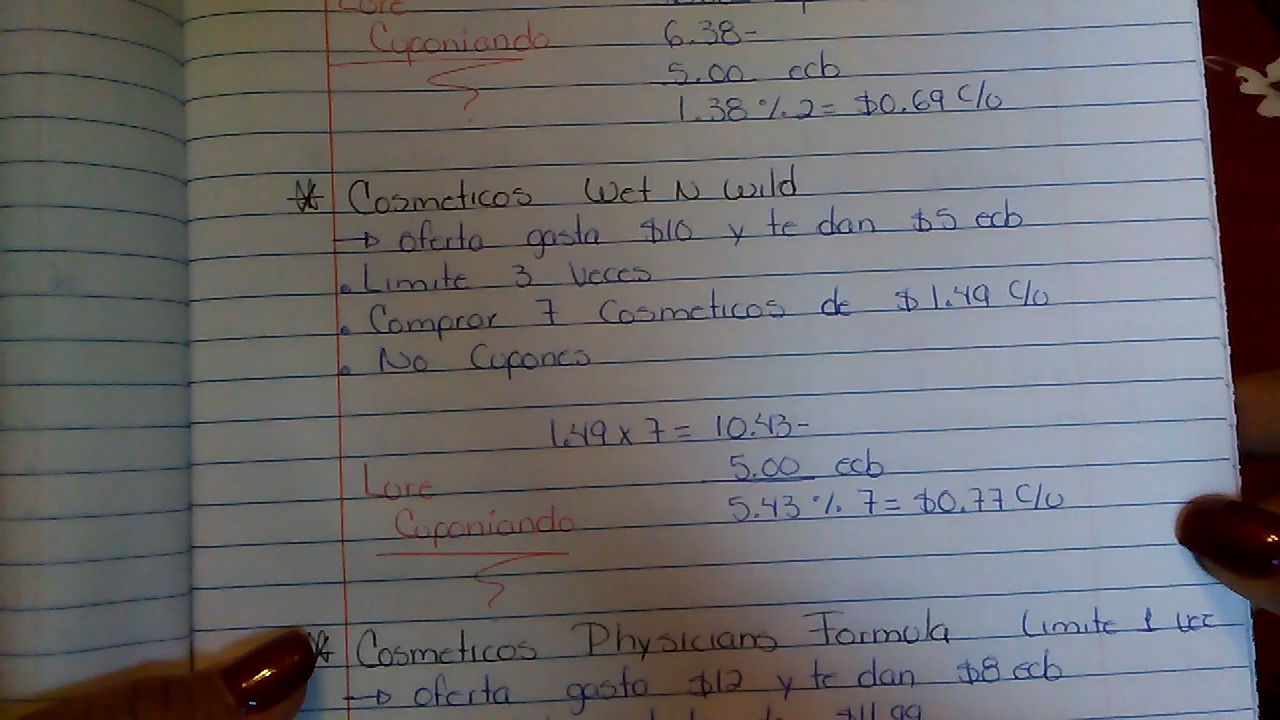 Lore
Cuponiando
6.38-
5.00 ecb
1.38 % 2 = $0.69 c/o
* Cosmeticos Wet N Wild
→ oferta gasta $10 y te dan $5 ecb
. Limite 3 veces
. Comprar 7 Cosmeticos de $1.49 c/o
. No Cupones
1.49 x 7 = 10.43-
5.00 ecb
5.43 % 7 = $0.77 c/o
Lore
Cuponiando
* Cosmeticos Physicians Formula Limite 1 vez
→ oferta gasta $12 y te dan $8 ecb
$11.99